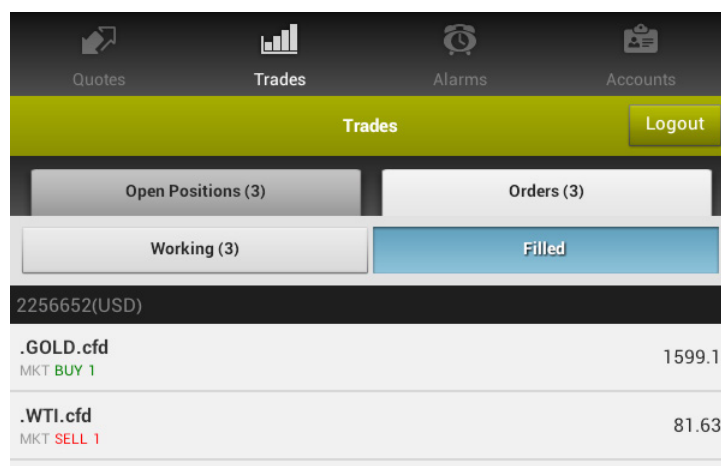 Quotes Trades Alarms Accounts
Trades Logout
Open Positions (3) Orders (3)
Working (3) Filled
2256652(USD)
.GOLD.cfd 1599.1
MKT BUY 1
.WTI.cfd 81.63
MKT SELL 1